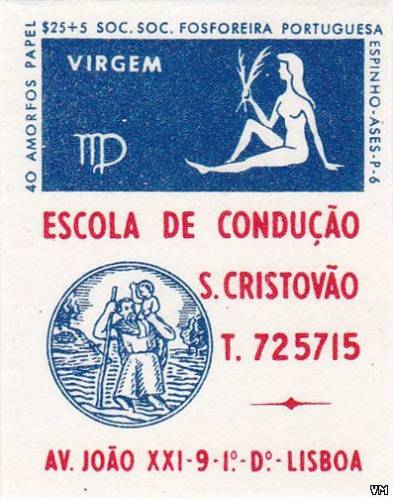 $25+5 SOC. SOC. FOSFOREIRA PORTUGUESA
40 AMORFOS PAPEL
ESPINHO-ÀSES-P-6
VIRGEM
ESCOLA DE CONDUÇÃO
S. CRISTOVÃO
T. 725715
AV. JOÃO XXI-9-1º-Dº-LISBOA
VM